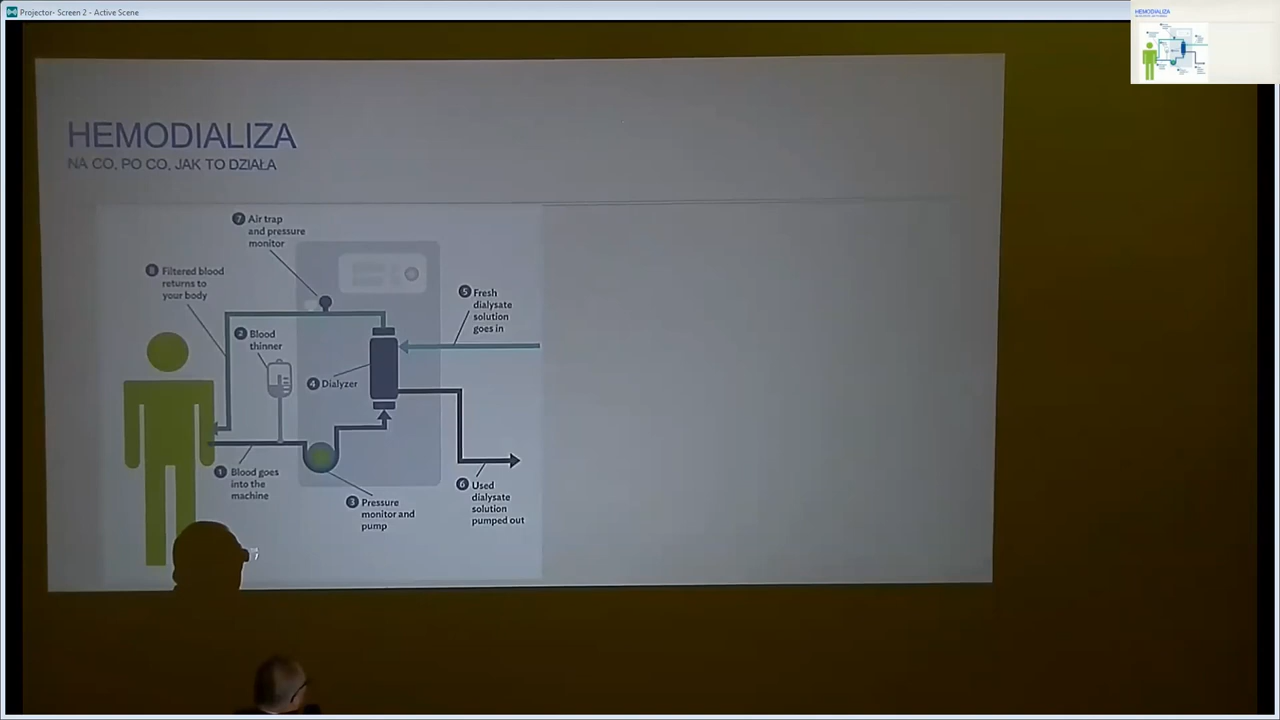 Projector- Screen 2 - Active Scene
HEMODIALIZA
HEMODIALIZA
NA CO, PO CO, JAK TO DZIAŁA
7 Air trap
and pressure
monitor
8 Filtered blood
returns to
your body
5 Fresh
dialysate
solution
goes in
2 Blood
thinner
4 Dialyzer
1 Blood goes
into the
machine
3 Pressure
monitor and
pump
6 Used
dialysate
solution
pumped out